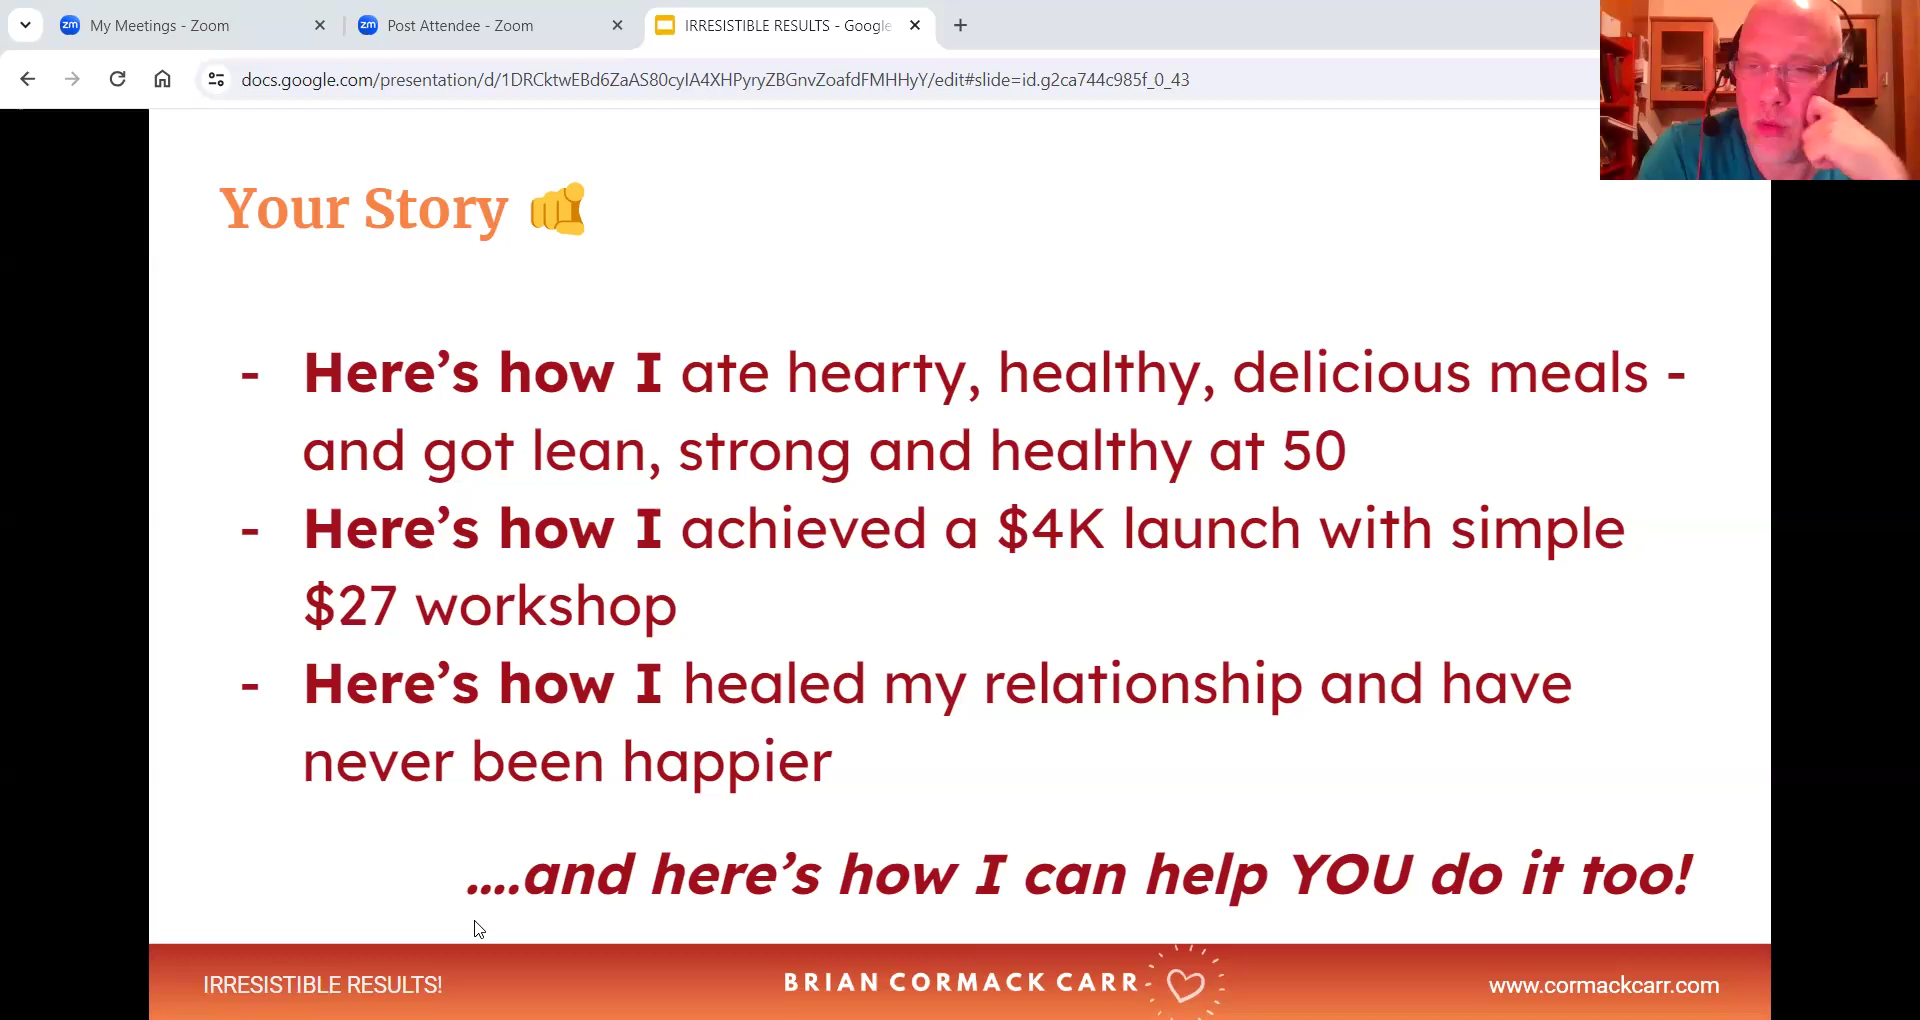 My Meetings - Zoom
Post Attendee - Zoom
IRRESISTIBLE RESULTS - Google
docs.google.com/presentation/d/1DRCktwEBd6ZaAS80cyIA4XHPyryZBGnvZoafdFMHHyY/edit#slide=id.g2ca744c985f_0_43
Your Story 🫵
- Here’s how I ate hearty, healthy, delicious meals -
and got lean, strong and healthy at 50
- Here’s how I achieved a $4K launch with simple
$27 workshop
- Here’s how I healed my relationship and have
never been happier
....and here’s how I can help YOU do it too!
IRRESISTIBLE RESULTS!
BRIAN CORMACK CARR
www.cormackcarr.com